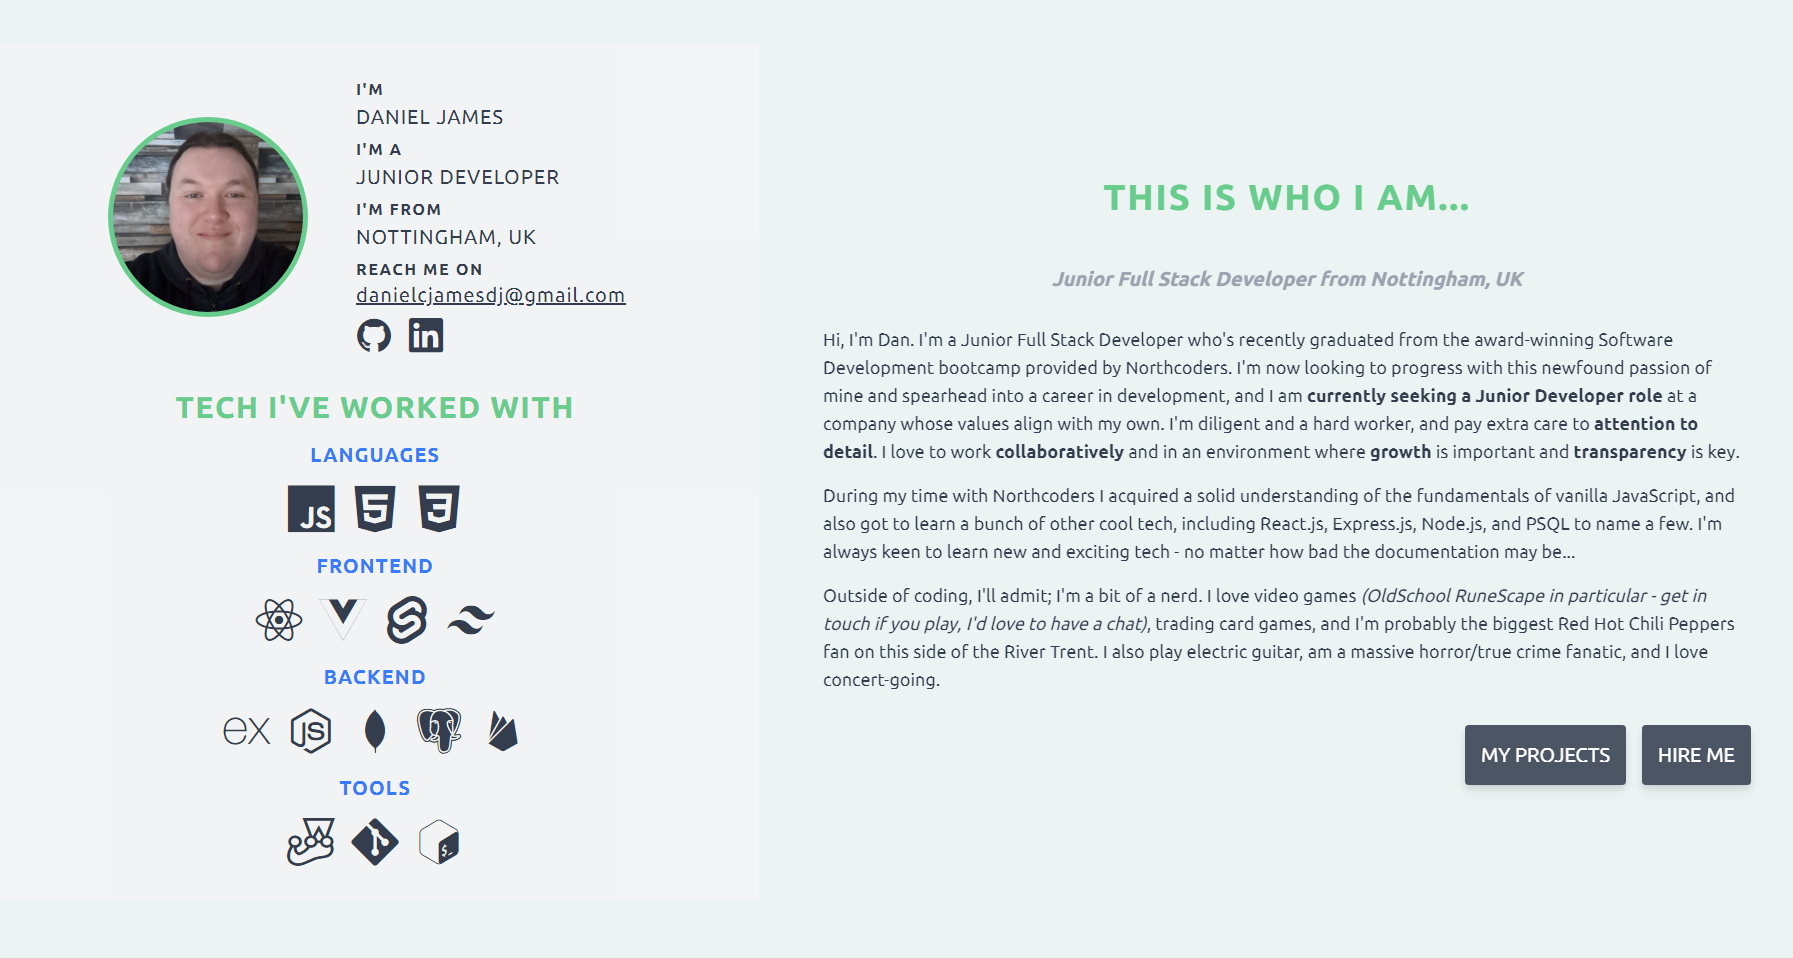 I'M
DANIEL JAMES
I'M A
JUNIOR DEVELOPER
I'M FROM
NOTTINGHAM, UK
REACH ME ON
danielcjamesdj@gmail.com
in
TECH I'VE WORKED WITH
LANGUAGES
JS 5 3
FRONTEND
BACKEND
ex JS
TOOLS
$_
THIS IS WHO I AM...
Junior Full Stack Developer from Nottingham, UK
Hi, I'm Dan. I'm a Junior Full Stack Developer who's recently graduated from the award-winning Software
Development bootcamp provided by Northcoders. I'm now looking to progress with this newfound passion of
mine and spearhead into a career in development, and I am currently seeking a Junior Developer role at a
company whose values align with my own. I'm diligent and a hard worker, and pay extra care to attention to
detail. I love to work collaboratively and in an environment where growth is important and transparency is key.
During my time with Northcoders I acquired a solid understanding of the fundamentals of vanilla JavaScript, and
also got to learn a bunch of other cool tech, including React.js, Express.js, Node.js, and PSQL to name a few. I'm
always keen to learn new and exciting tech - no matter how bad the documentation may be...
Outside of coding, I'll admit; I'm a bit of a nerd. I love video games (OldSchool RuneScape in particular - get in
touch if you play, I'd love to have a chat), trading card games, and I'm probably the biggest Red Hot Chili Peppers
fan on this side of the River Trent. I also play electric guitar, am a massive horror/true crime fanatic, and I love
concert-going.
MY PROJECTS
HIRE ME